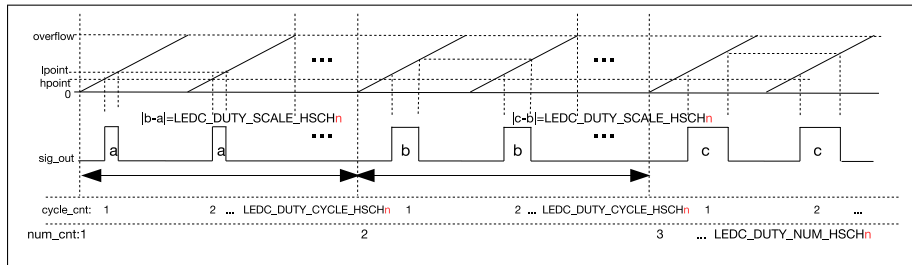 overflow
...
...
lpoint
hpoint
0
|b-a|=LEDC_DUTY_SCALE_HSCHn
|c-b|=LEDC_DUTY_SCALE_HSCHn
...
...
sig_out
a a b b c c
cycle_cnt: 1 2 ... LEDC_DUTY_CYCLE_HSCHn 1 2 ... LEDC_DUTY_CYCLE_HSCHn 1 2 ...
num_cnt:1 2 3 ... LEDC_DUTY_NUM_HSCHn